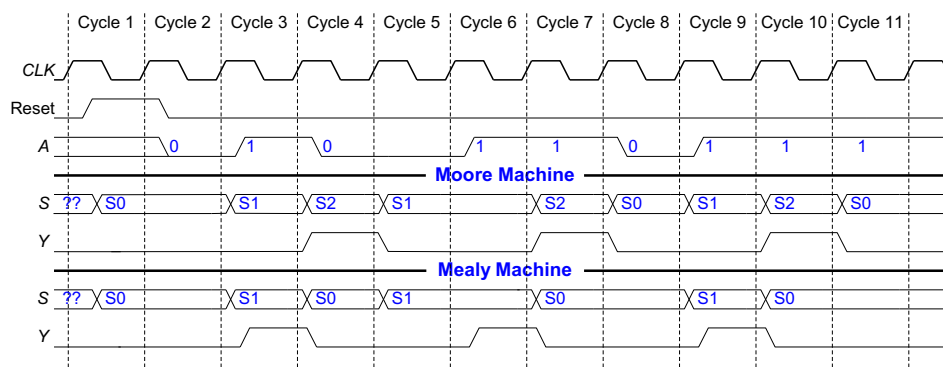 Cycle 1 Cycle 2 Cycle 3 Cycle 4 Cycle 5 Cycle 6 Cycle 7 Cycle 8 Cycle 9 Cycle 10 Cycle 11
CLK
Reset
A 0 1 0 1 1 0 1 1 1
Moore Machine
S ?? S0 S1 S2 S1 S2 S0 S1 S2 S0
Y
Mealy Machine
S ?? S0 S1 S0 S1 S0 S1 S0
Y